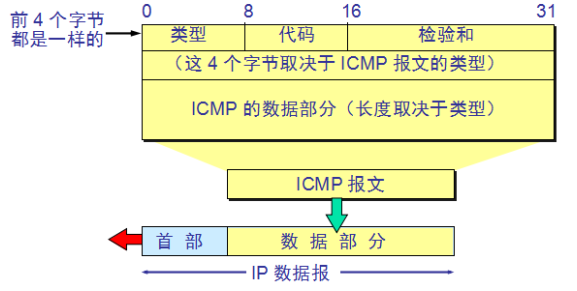 0 8 16 31
前 4 个字节
都是一样的
类型 代码 检验和
（这 4 个字节取决于 ICMP 报文的类型）
ICMP 的数据部分（长度取决于类型）
ICMP 报文
首 部 数 据 部 分
IP 数据报